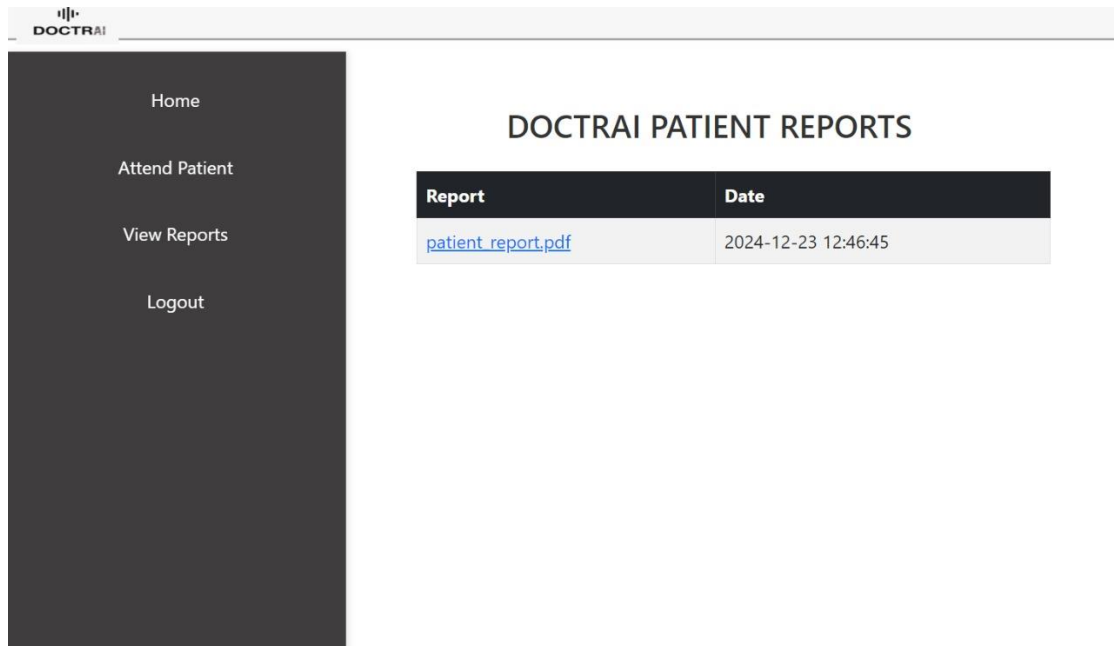 DOCTRAI
Home
Attend Patient
View Reports
Logout
DOCTRAI PATIENT REPORTS
Report Date
patient_report.pdf 2024-12-23 12:46:45